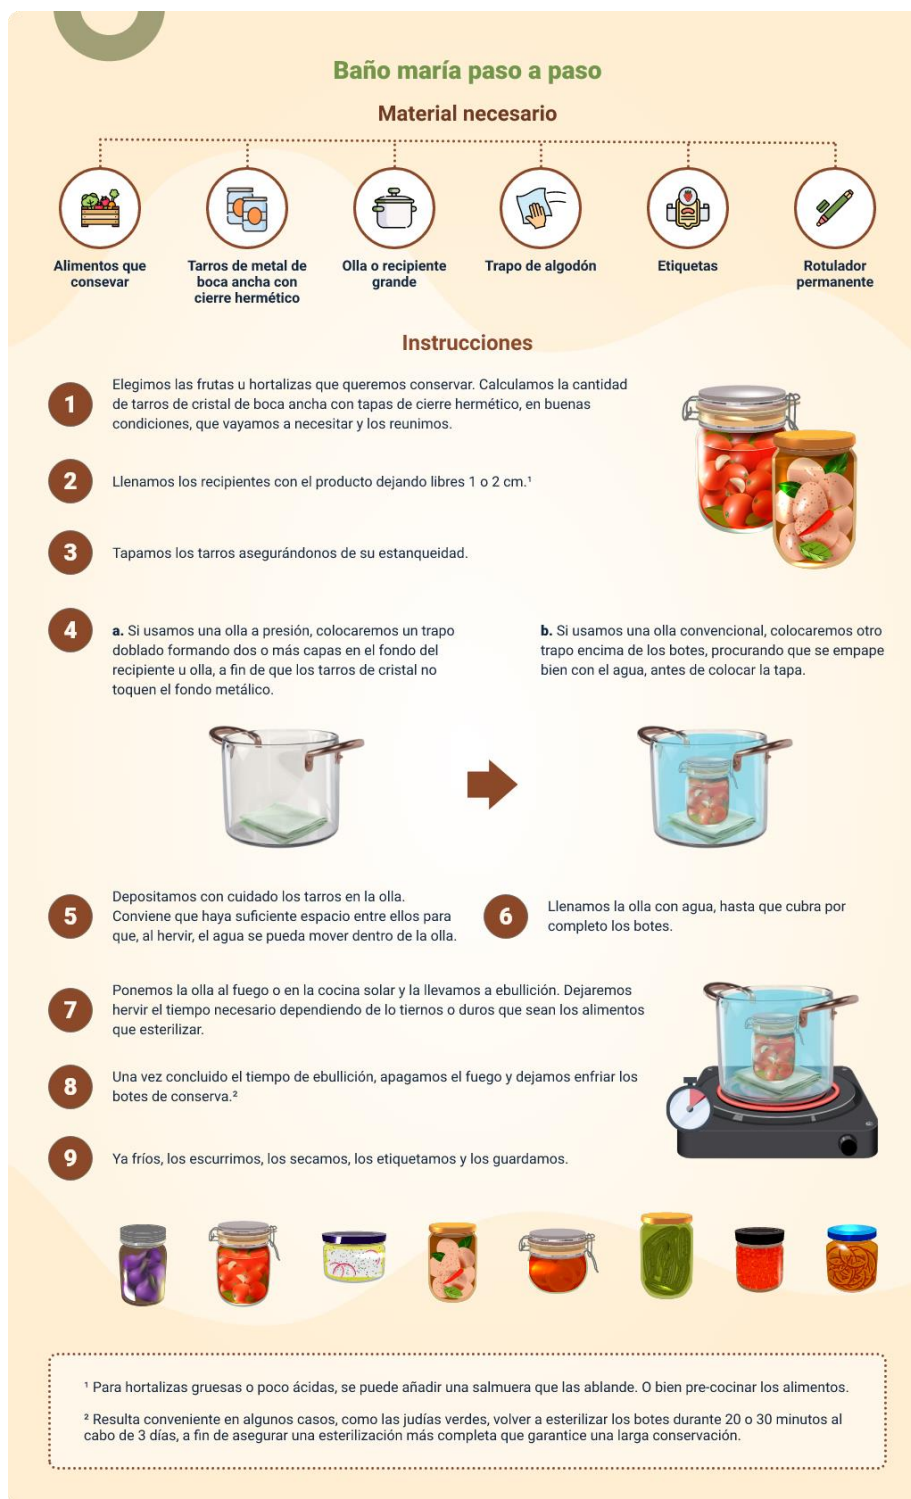 Baño maría paso a paso
Material necesario
Alimentos que
consevar
Tarros de metal de
boca ancha con
cierre hermético
Olla o recipiente
grande
Trapo de algodón
Etiquetas
Rotulador
permanente
Instrucciones
1
Elegimos las frutas u hortalizas que queremos conservar. Calculamos la cantidad
de tarros de cristal de boca ancha con tapas de cierre hermético, en buenas
condiciones, que vayamos a necesitar y los reunimos.
2
Llenamos los recipientes con el producto dejando libres 1 o 2 cm.¹
3
Tapamos los tarros asegurándonos de su estanqueidad.
4
a. Si usamos una olla a presión, colocaremos un trapo
doblado formando dos o más capas en el fondo del
recipiente u olla, a fin de que los tarros de cristal no
toquen el fondo metálico.
b. Si usamos una olla convencional, colocaremos otro
trapo encima de los botes, procurando que se empape
bien con el agua, antes de colocar la tapa.
5
Depositamos con cuidado los tarros en la olla.
Conviene que haya suficiente espacio entre ellos para
que, al hervir, el agua se pueda mover dentro de la olla.
6
Llenamos la olla con agua, hasta que cubra por
completo los botes.
7
Ponemos la olla al fuego o en la cocina solar y la llevamos a ebullición. Dejaremos
hervir el tiempo necesario dependiendo de lo tiernos o duros que sean los alimentos
que esterilizar.
8
Una vez concluido el tiempo de ebullición, apagamos el fuego y dejamos enfriar los
botes de conserva.²
9
Ya fríos, los escurrimos, los secamos, los etiquetamos y los guardamos.
¹ Para hortalizas gruesas o poco ácidas, se puede añadir una salmuera que las ablande. O bien pre-cocinar los alimentos.
² Resulta conveniente en algunos casos, como las judías verdes, volver a esterilizar los botes durante 20 o 30 minutos al
cabo de 3 días, a fin de asegurar una esterilización más completa que garantice una larga conservación.